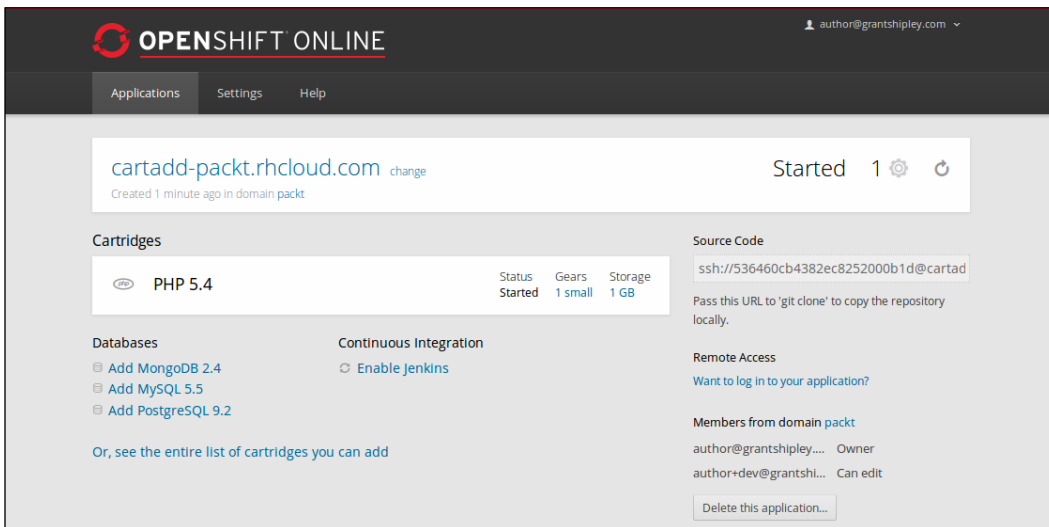 OPENSHIFT ONLINE
author@grantshipley.com
Applications Settings Help
cartadd-packt.rhcloud.com change
Created 1 minute ago in domain packt
Started 1
Cartridges
php PHP 5.4
Status Gears Storage
Started 1 small 1 GB
Databases
Add MongoDB 2.4
Add MySQL 5.5
Add PostgreSQL 9.2
Continuous Integration
Enable Jenkins
Or, see the entire list of cartridges you can add
Source Code
ssh://536460cb4382ec8252000b1d@cartad
Pass this URL to 'git clone' to copy the repository
locally.
Remote Access
Want to log in to your application?
Members from domain packt
author@grantshipley.... Owner
author+dev@grantshi... Can edit
Delete this application...